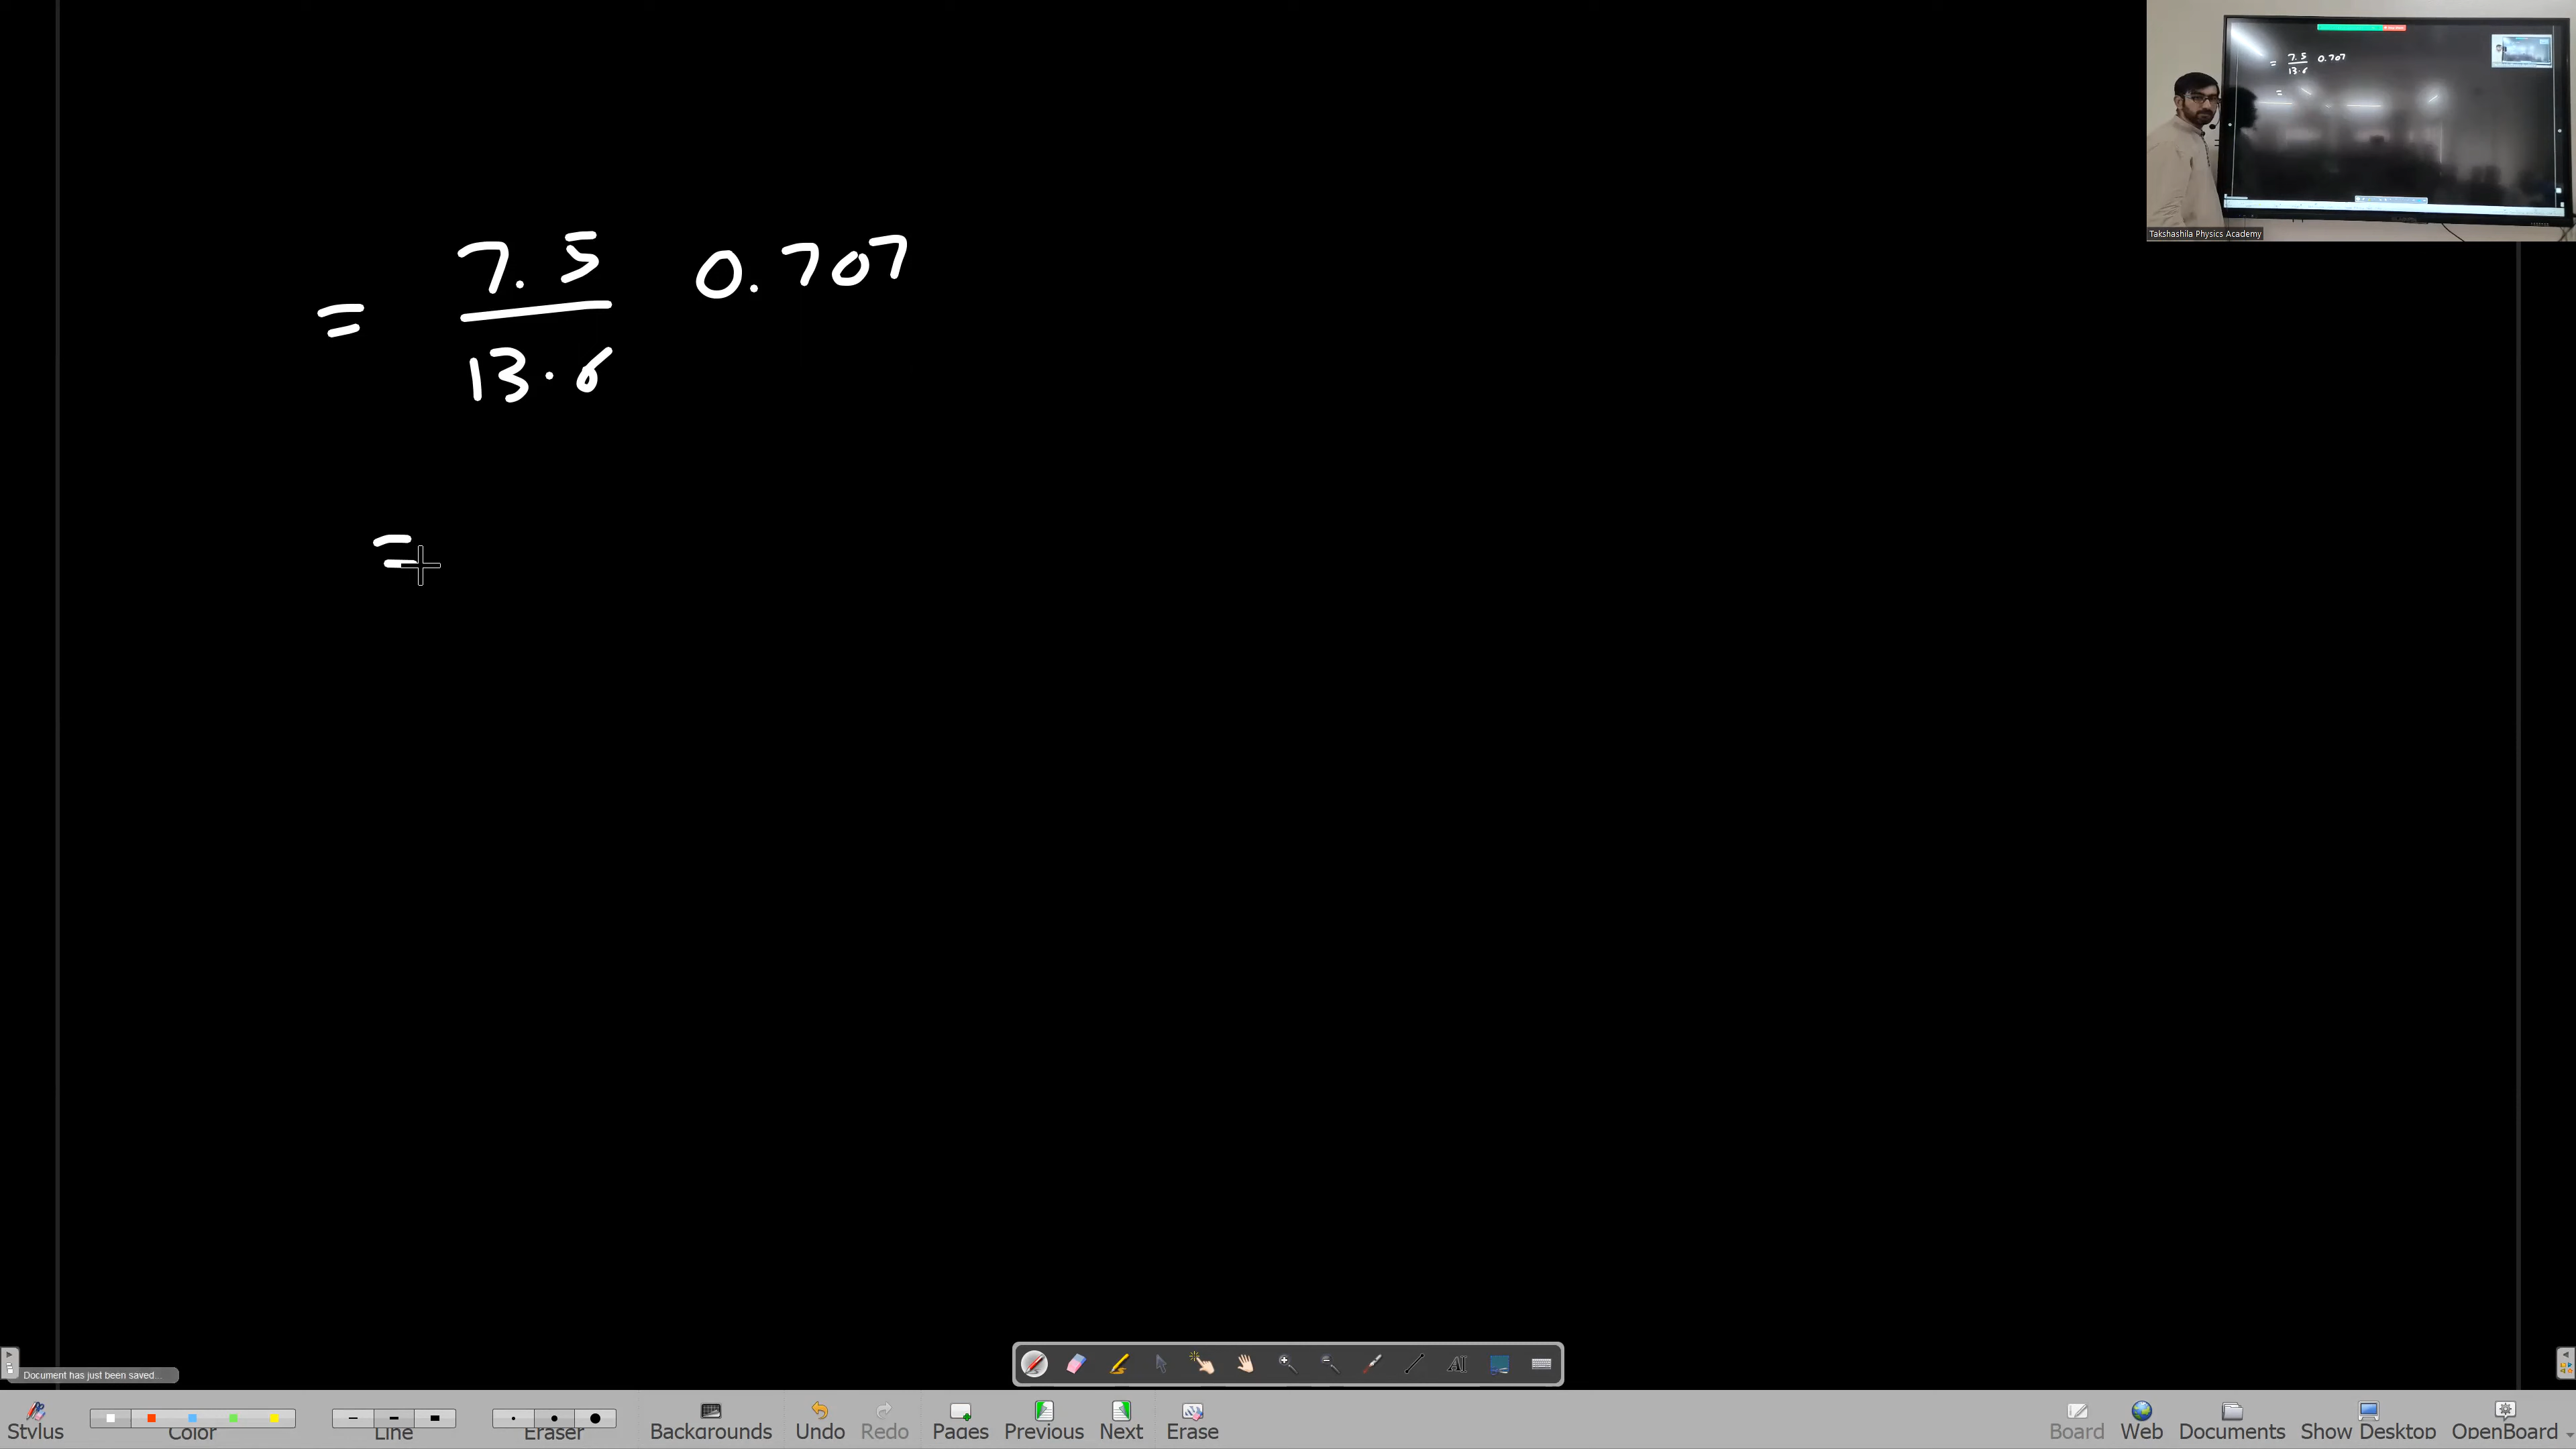 Takshashila Physics Academy
= 7.5 0.707
13.6
=
Document has just been saved...
Stylus Color Line Eraser Backgrounds Undo Redo Pages Previous Next Erase Board Web Documents Show Desktop OpenBoard